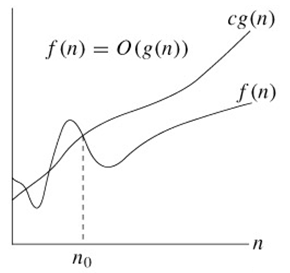 cg(n)
f(n) = O(g(n))
f(n)
n
n₀